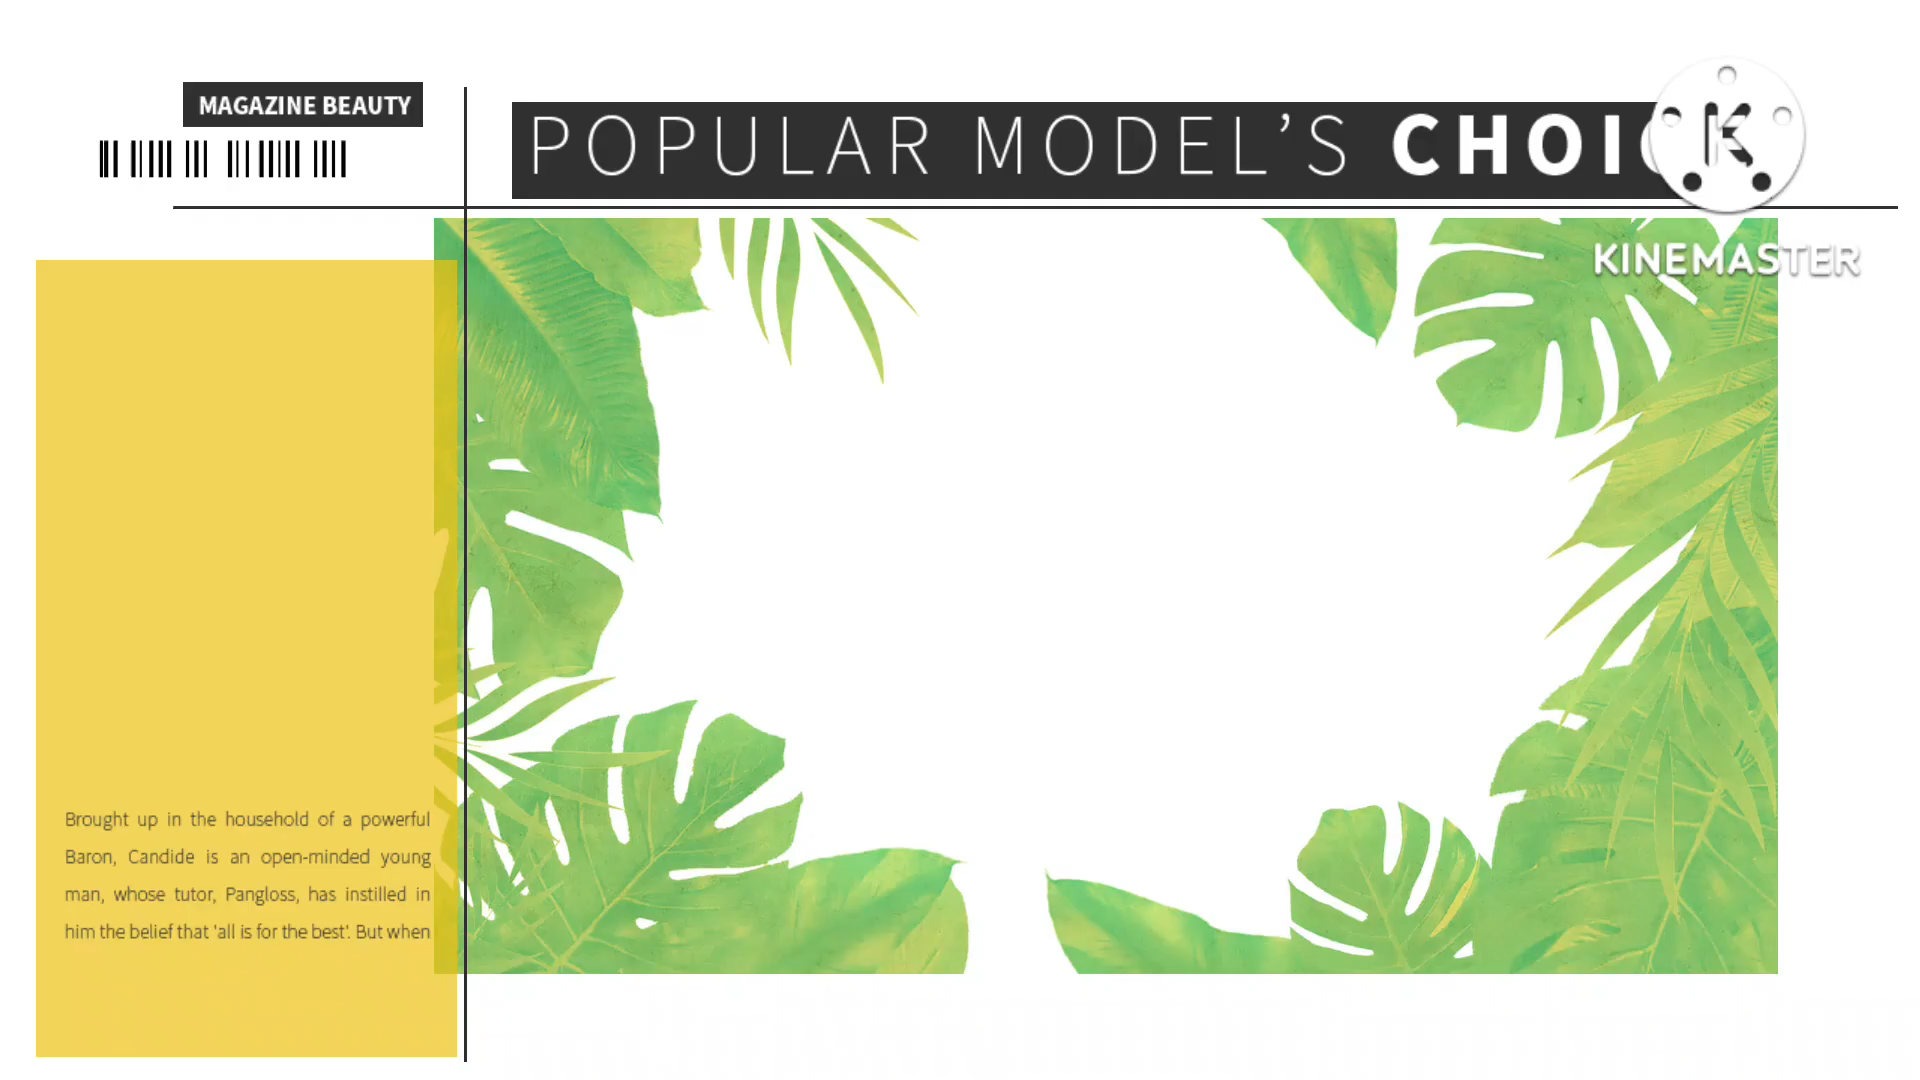 MAGAZINE BEAUTY
POPULAR MODEL’S CHOIC
KINEMASTER
Brought up in the household of a powerful
Baron, Candide is an open-minded young
man, whose tutor, Pangloss, has instilled in
him the belief that 'all is for the best'. But when